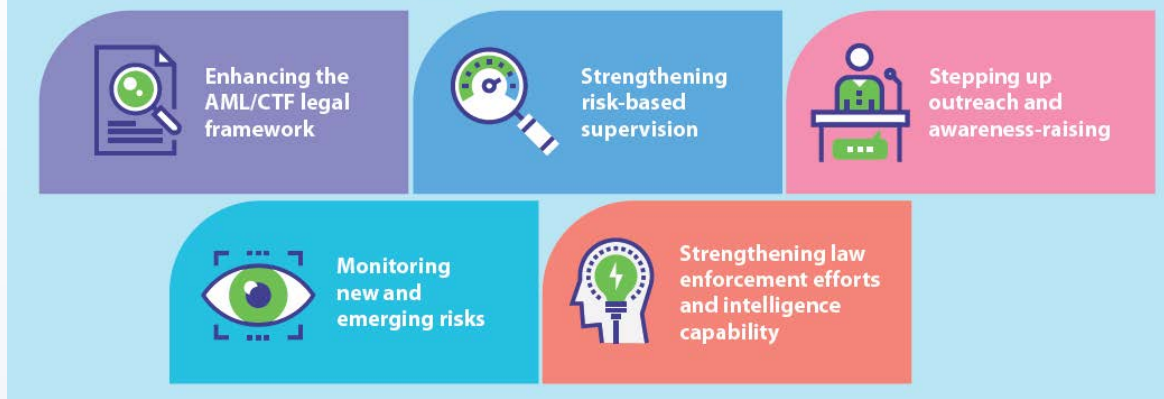 Enhancing the
AML/CTF legal
framework
Strengthening
risk-based
supervision
Stepping up
outreach and
awareness-raising
Monitoring
new and
emerging risks
Strengthening law
enforcement efforts
and intelligence
capability